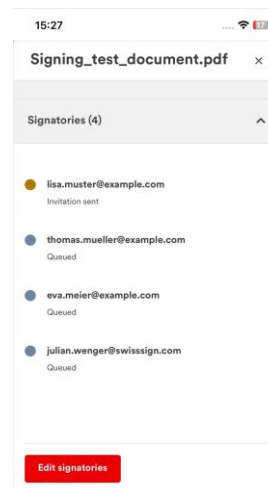 15:27
17
Signing_test_document.pdf
Signatories (4)
lisa.muster@example.com
Invitation sent
thomas.mueller@example.com
Queued
eva.meier@example.com
Queued
julian.wenger@swisssign.com
Queued
Edit signatories